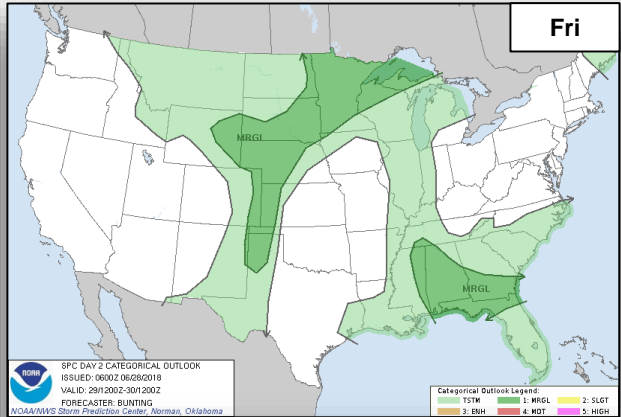 Fri
MRGL
MRGL
NOAA
SPC DAY 2 CATEGORICAL OUTLOOK
ISSUED: 0600Z 06/28/2018
VALID: 29/1200Z-30/1200Z
FORECASTER: BUNTING
NOAA/NWS Storm Prediction Center, Norman, Oklahoma
Categorical Outlook Legend:
TSTM 1: MRGL 2: SLGT
3: ENH 4: MDT 5: HIGH